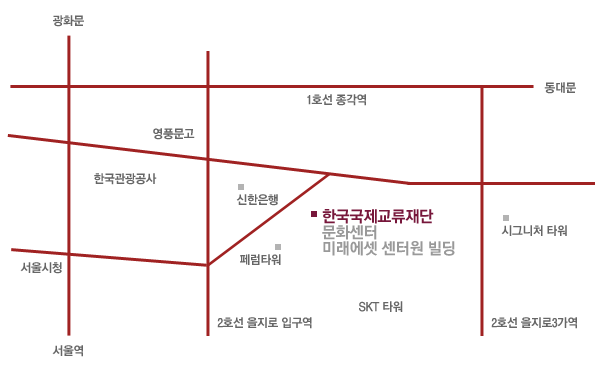 광화문
동대문
1호선 종각역
영풍문고
한국관광공사
신한은행
한국국제교류재단
문화센터
미래에셋 센터원 빌딩
시그니처 타워
페럼타워
서울시청
SKT 타워
2호선 을지로 입구역
2호선 을지로3가역
서울역